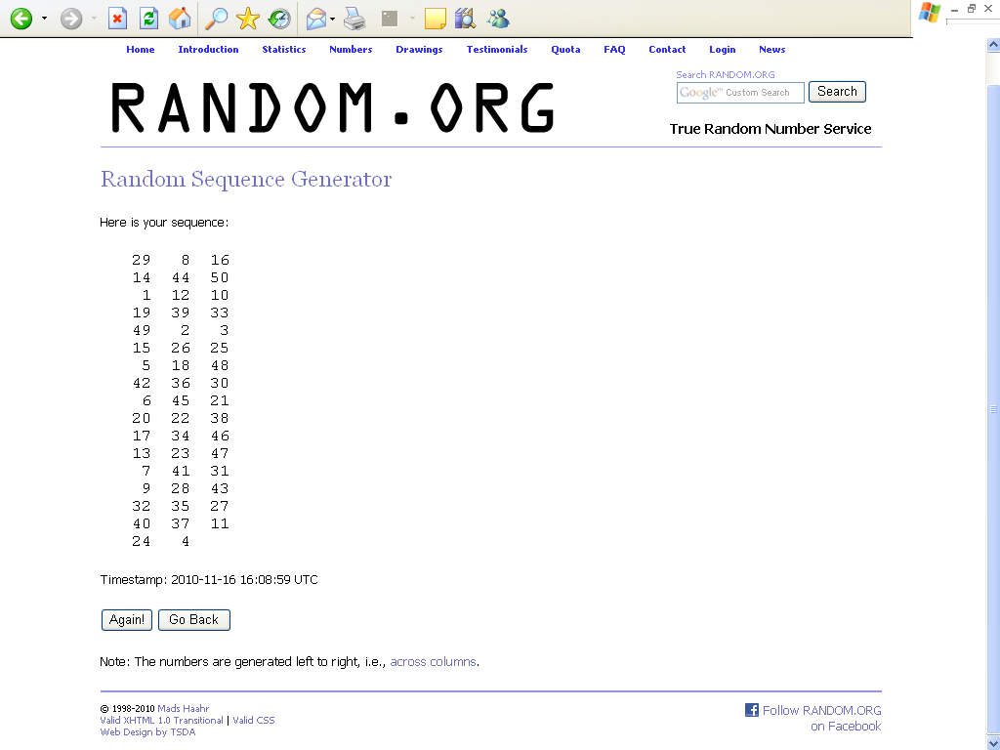 Home Introduction Statistics Numbers Drawings Testimonials Quota FAQ Contact Login News
Search RANDOM.ORG
Google™ Custom Search Search
RANDOM.ORG
True Random Number Service
Random Sequence Generator
Here is your sequence:
29 8 16
14 44 50
1 12 10
19 39 33
49 2 3
15 26 25
5 18 48
42 36 30
6 45 21
20 22 38
17 34 46
13 23 47
7 41 31
9 28 43
32 35 27
40 37 11
24 4
Timestamp: 2010-11-16 16:08:59 UTC
Again! Go Back
Note: The numbers are generated left to right, i.e., across columns.
© 1998-2010 Mads Haahr
Valid XHTML 1.0 Transitional | Valid CSS
Web Design by TSDA
Follow RANDOM.ORG
on Facebook